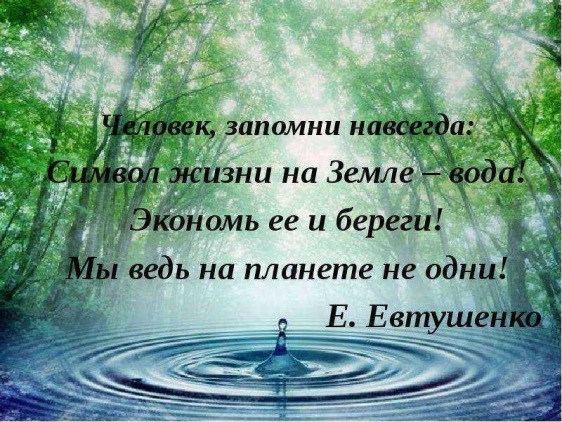 Человек, запомни навсегда:
Символ жизни на Земле – вода!
Экономь ее и береги!
Мы ведь на планете не одни!
Е. Евтушенко